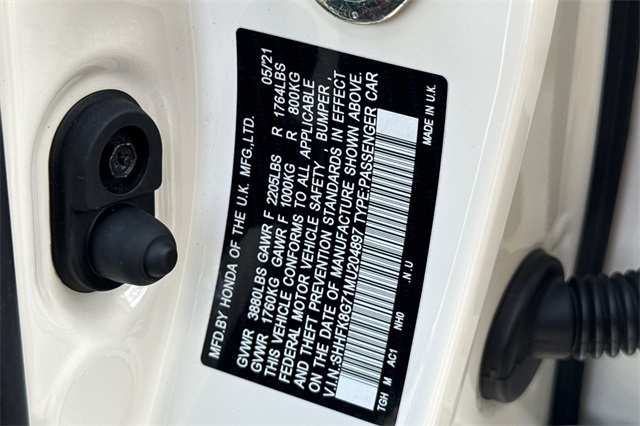 MFD.BY HONDA OF THE U.K. MFG.,LTD. 05/21
GVWR 3880LBS GAWR F 2205LBS R 1764LBS
GVWR 1760KG GAWR F 1000KG R 800KG
THIS VEHICLE CONFORMS TO ALL APPLICABLE
FEDERAL MOTOR VEHICLE SAFETY , BUMPER ,
AND THEFT PREVENTION STANDARDS IN EFFECT
ON THE DATE OF MANUFACTURE SHOWN ABOVE.
V.I.N.:SHHFK8G71MU204897 TYPE:PASSENGER CAR
TGH M AC1 NH0 .N.U MADE IN U.K.